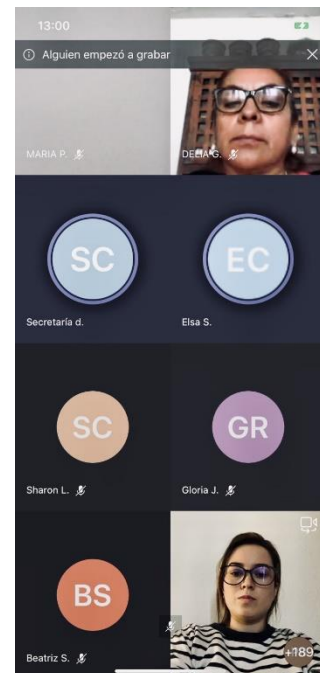 13:00
Alguien empezó a grabar
MARIA P.
DELIA G.
SC
EC
Secretaría d.
Elsa S.
SC
GR
Sharon L.
Gloria J.
BS
Beatriz S.
+189